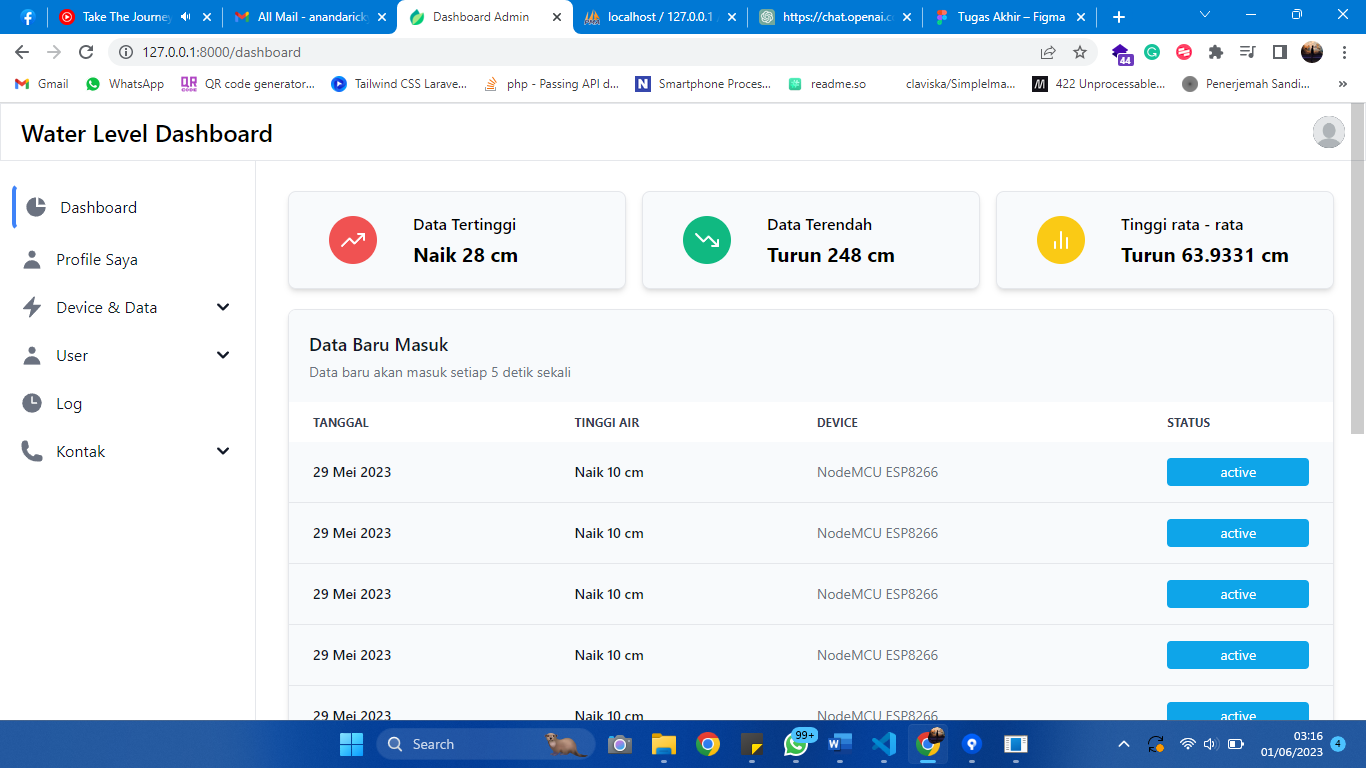 Take The Journey
All Mail - anandaricky
Dashboard Admin
localhost / 127.0.0.1
https://chat.openai.c
Tugas Akhir – Figma
127.0.0.1:8000/dashboard
44
Gmail
WhatsApp
QR code generator...
Tailwind CSS Larave...
php - Passing API d...
Smartphone Proces...
readme.so
claviska/SimpleIma...
422 Unprocessable...
Penerjemah Sandi...
Water Level Dashboard
Dashboard
Profile Saya
Device & Data
User
Log
Kontak
Data Tertinggi
Naik 28 cm
Data Terendah
Turun 248 cm
Tinggi rata - rata
Turun 63.9331 cm
Data Baru Masuk
Data baru akan masuk setiap 5 detik sekali
TANGGAL TINGGI AIR DEVICE STATUS
29 Mei 2023 Naik 10 cm NodeMCU ESP8266 active
29 Mei 2023 Naik 10 cm NodeMCU ESP8266 active
29 Mei 2023 Naik 10 cm NodeMCU ESP8266 active
29 Mei 2023 Naik 10 cm NodeMCU ESP8266 active
29 Mei 2023 Naik 10 cm NodeMCU ESP8266 active
Search
99+
03:16
01/06/2023
4